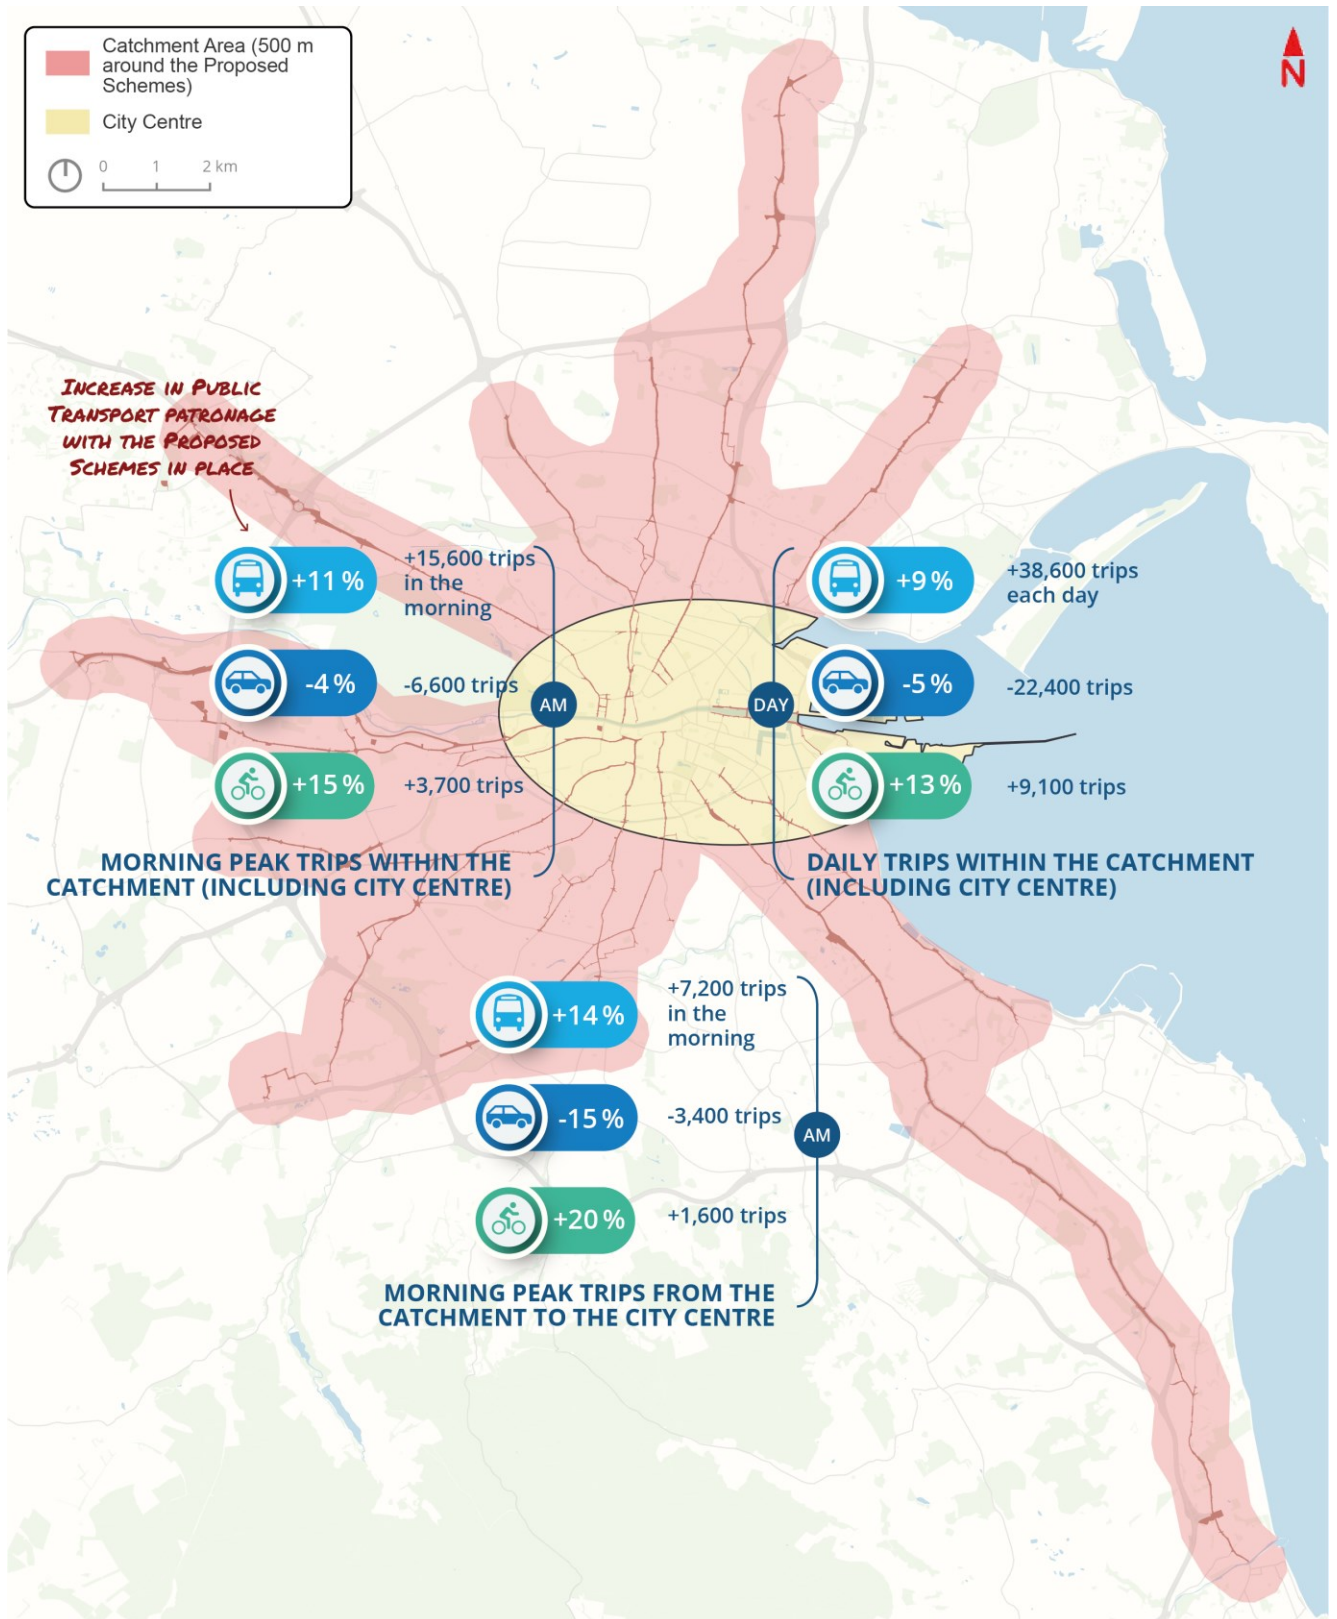 Catchment Area (500 m
around the Proposed
Schemes)
City Centre
0 1 2 km
N
INCREASE IN PUBLIC
TRANSPORT PATRONAGE
WITH THE PROPOSED
SCHEMES IN PLACE
+11 %
+15,600 trips
in the
morning
-4 %
-6,600 trips
AM
+15 %
+3,700 trips
MORNING PEAK TRIPS WITHIN THE
CATCHMENT (INCLUDING CITY CENTRE)
+9 %
+38,600 trips
each day
DAY
-5 %
-22,400 trips
+13 %
+9,100 trips
DAILY TRIPS WITHIN THE CATCHMENT
(INCLUDING CITY CENTRE)
+14 %
+7,200 trips
in the
morning
-15 %
-3,400 trips
AM
+20 %
+1,600 trips
MORNING PEAK TRIPS FROM THE
CATCHMENT TO THE CITY CENTRE